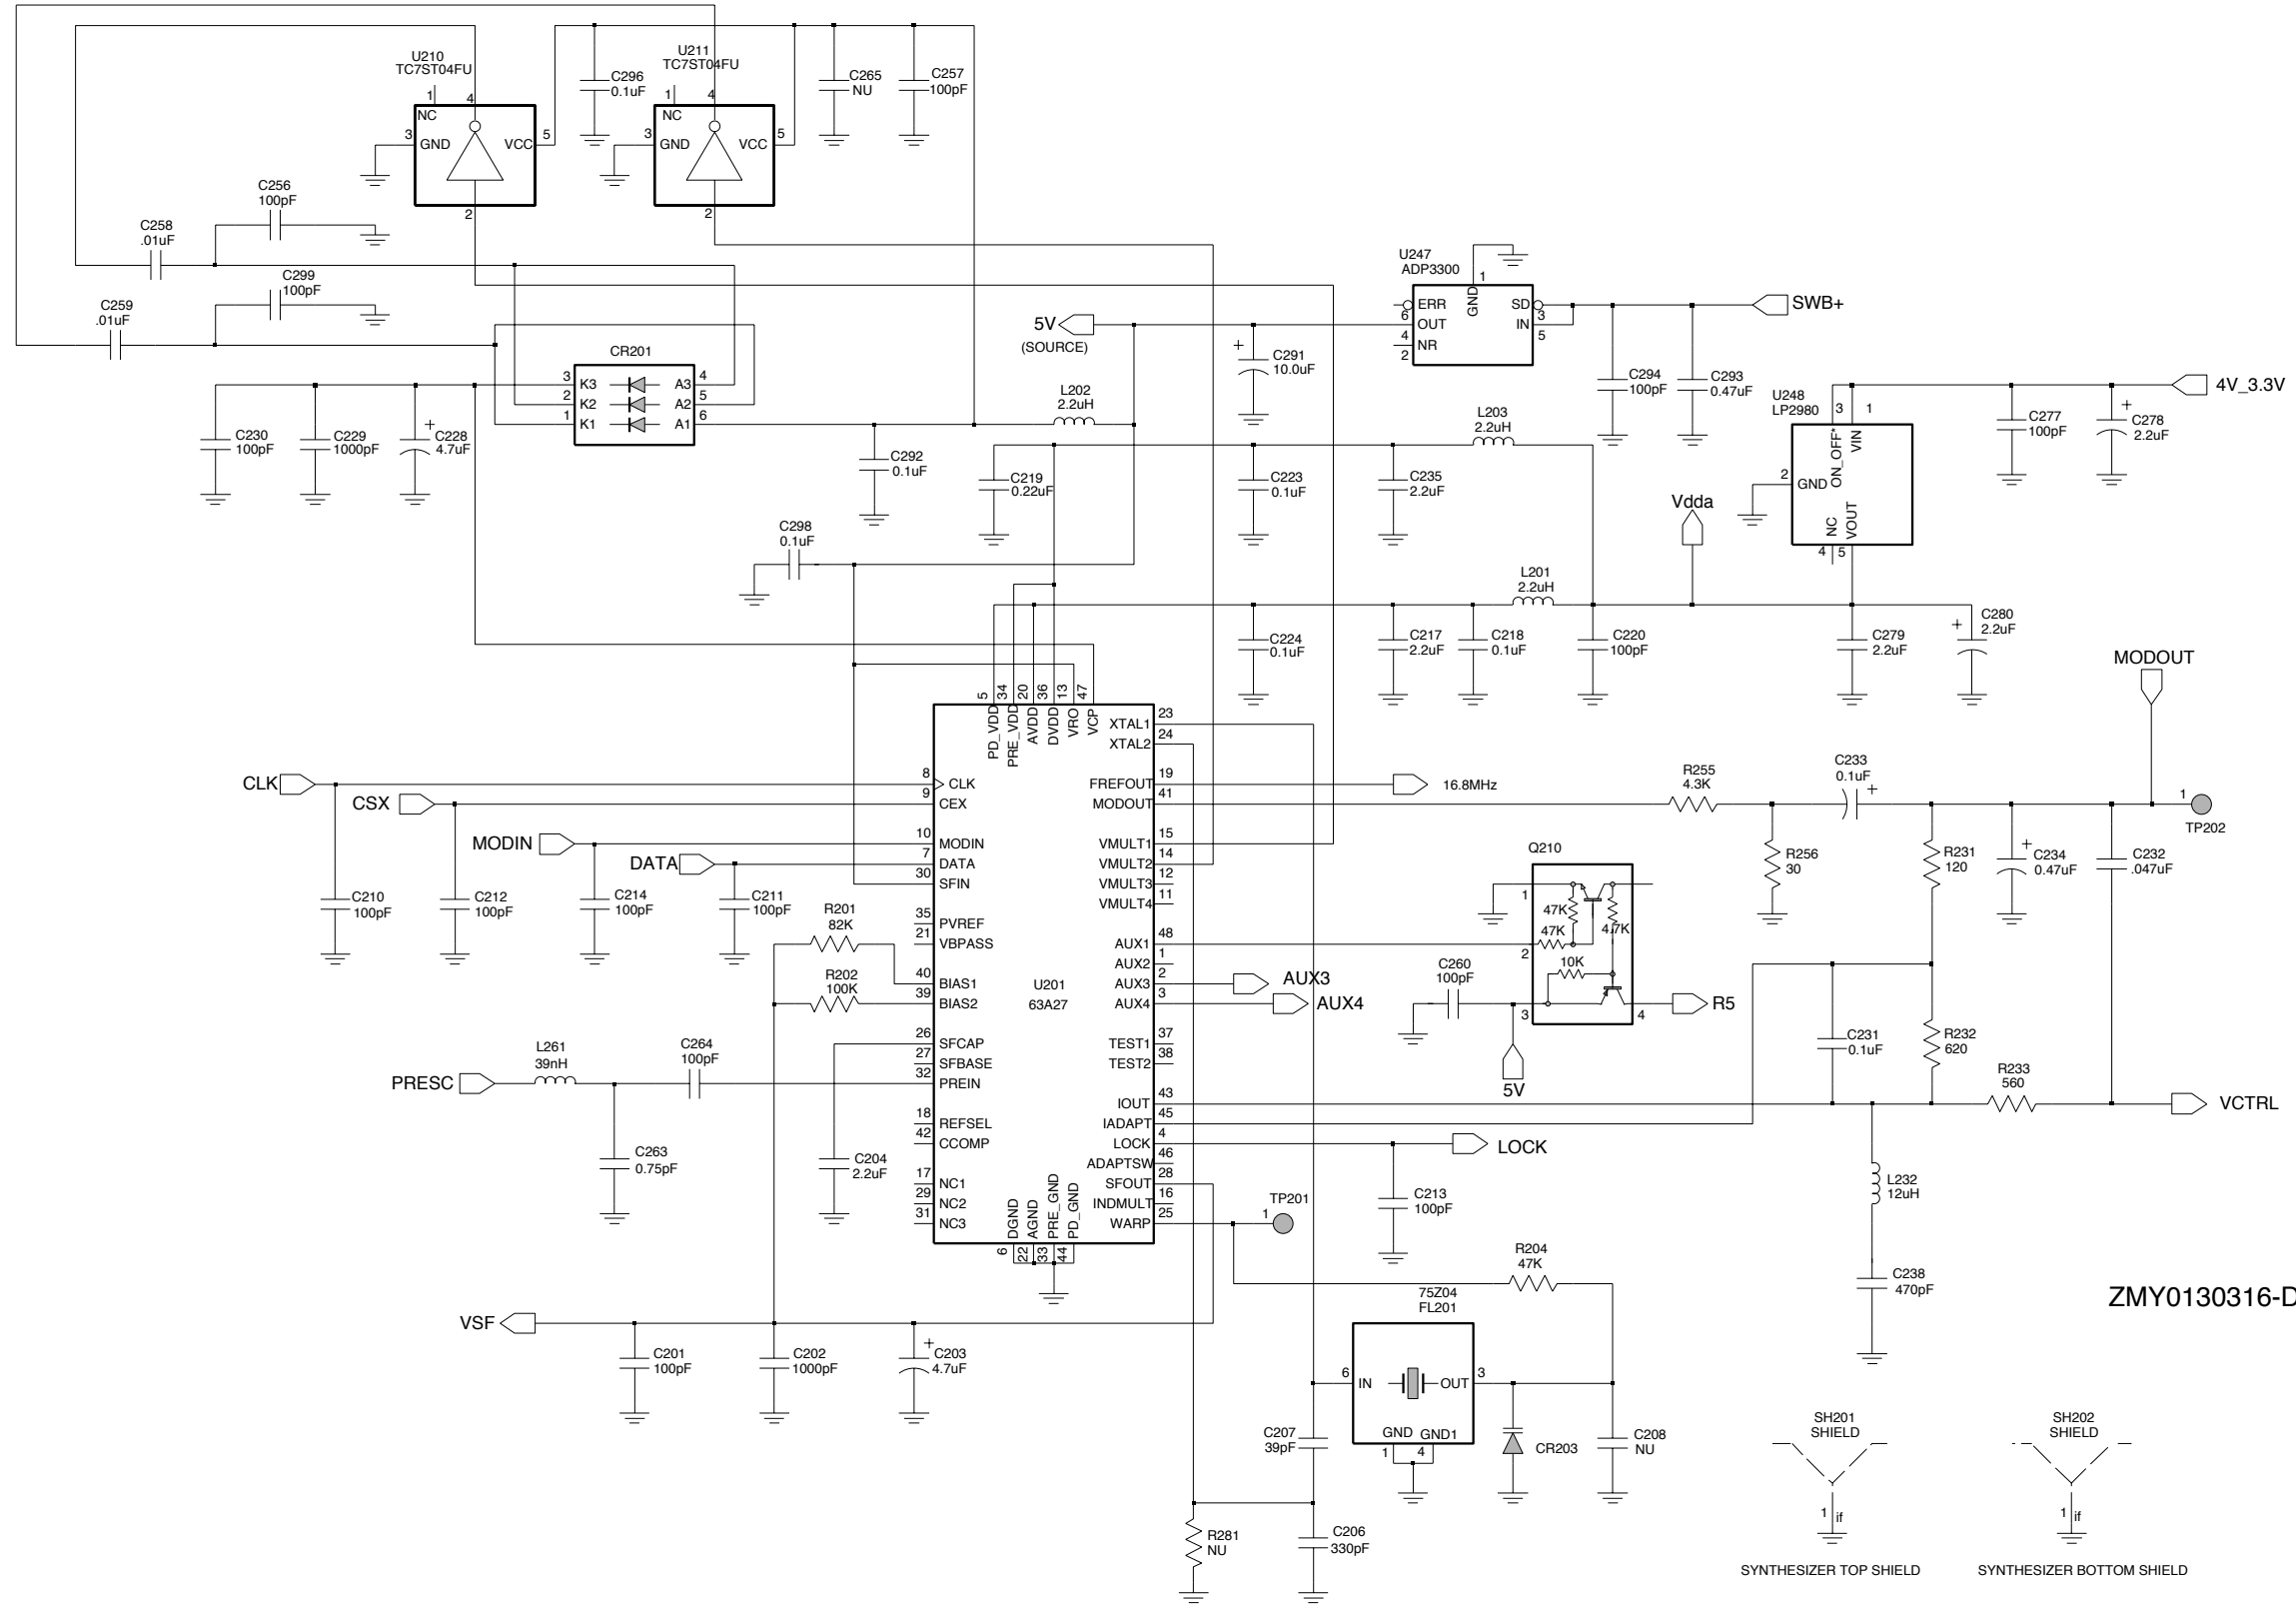 U210
TC7ST04FU
1
NC
4
3
GND
VCC
5
2
C296
0.1uF
U211
TC7ST04FU
1
NC
4
3
GND
VCC
5
2
C265
NU
C257
100pF
C256
100pF
C258
.01uF
C299
100pF
C259
.01uF
CR201
3 K3 A3 4
2 K2 A2 5
1 K1 A1 6
C230
100pF
C229
1000pF
+
C228
4.7uF
5V
(SOURCE)
L202
2.2uH
+
C291
10.0uF
U247
ADP3300
1
GND
ERR
SD
6
OUT
3
IN
4
NR
5
2
SWB+
C294
100pF
C293
0.47uF
U248
LP2980
3
1
ON_OFF*
VIN
2
GND
NC
VOUT
4
5
4V_3.3V
C277
100pF
+
C278
2.2uF
C292
0.1uF
C219
0.22uF
C223
0.1uF
C235
2.2uF
L203
2.2uH
Vdda
C298
0.1uF
L201
2.2uH
C224
0.1uF
C217
2.2uF
C218
0.1uF
C220
100pF
C279
2.2uF
+
C280
2.2uF
MODOUT
5
34
20
36
13
47
PD_VDD
PRE_VDD
AVDD
DVDD
VRO
VCP
XTAL1
23
XTAL2
24
CLK
8
CLK
CSX
9
CEX
MODIN
10
MODIN
DATA
7
DATA
30
SFIN
35
PVREF
21
VBPASS
40
BIAS1
39
BIAS2
26
SFCAP
27
SFBASE
32
PREIN
18
REFSEL
42
CCOMP
17
NC1
29
NC2
31
NC3
U201
63A27
FREFOUT
19
MODOUT
41
VMULT1
15
VMULT2
14
VMULT3
12
VMULT4
11
AUX1
48
AUX2
1
AUX3
2
AUX4
3
TEST1
37
TEST2
38
IOUT
43
IADAPT
45
LOCK
4
ADAPTSW
46
SFOUT
28
INDMULT
16
WARP
25
DGND
AGND
PRE_GND
PD_GND
6
22
33
44
C210
100pF
C212
100pF
C214
100pF
C211
100pF
R201
82K
R202
100K
PRESC
L261
39nH
C264
100pF
C263
0.75pF
C204
2.2uF
16.8MHz
R255
4.3K
C233
0.1uF
+
1
TP202
R256
30
R231
120
+
C234
0.47uF
C232
.047uF
Q210
1
47K
47K
4.7K
2
10K
3
4
AUX3
AUX4
C260
100pF
5V
R5
C231
0.1uF
R232
620
R233
560
VCTRL
LOCK
C213
100pF
L232
12uH
C238
470pF
TP201
1
R204
47K
75Z04
FL201
6
IN
OUT
3
GND
GND1
1
4
C207
39pF
CR203
C208
NU
R281
NU
C206
330pF
VSF
C201
100pF
C202
1000pF
+
C203
4.7uF
ZMY0130316-D
SH201
SHIELD
1
if
SYNTHESIZER TOP SHIELD
SH202
SHIELD
1
if
SYNTHESIZER BOTTOM SHIELD